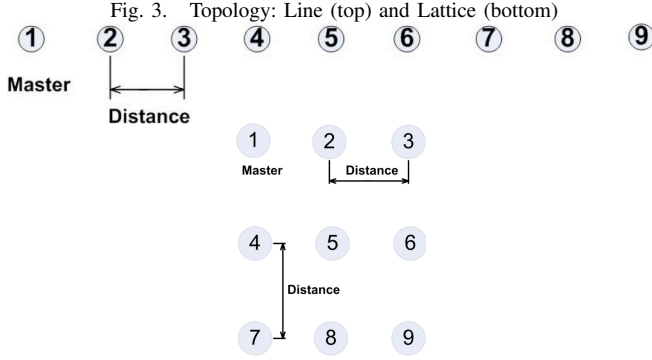 Fig. 3. Topology: Line (top) and Lattice (bottom)
1 2 3 4 5 6 7 8 9
Master
Distance
1 2 3
Master Distance
4 5 6
Distance
7 8 9